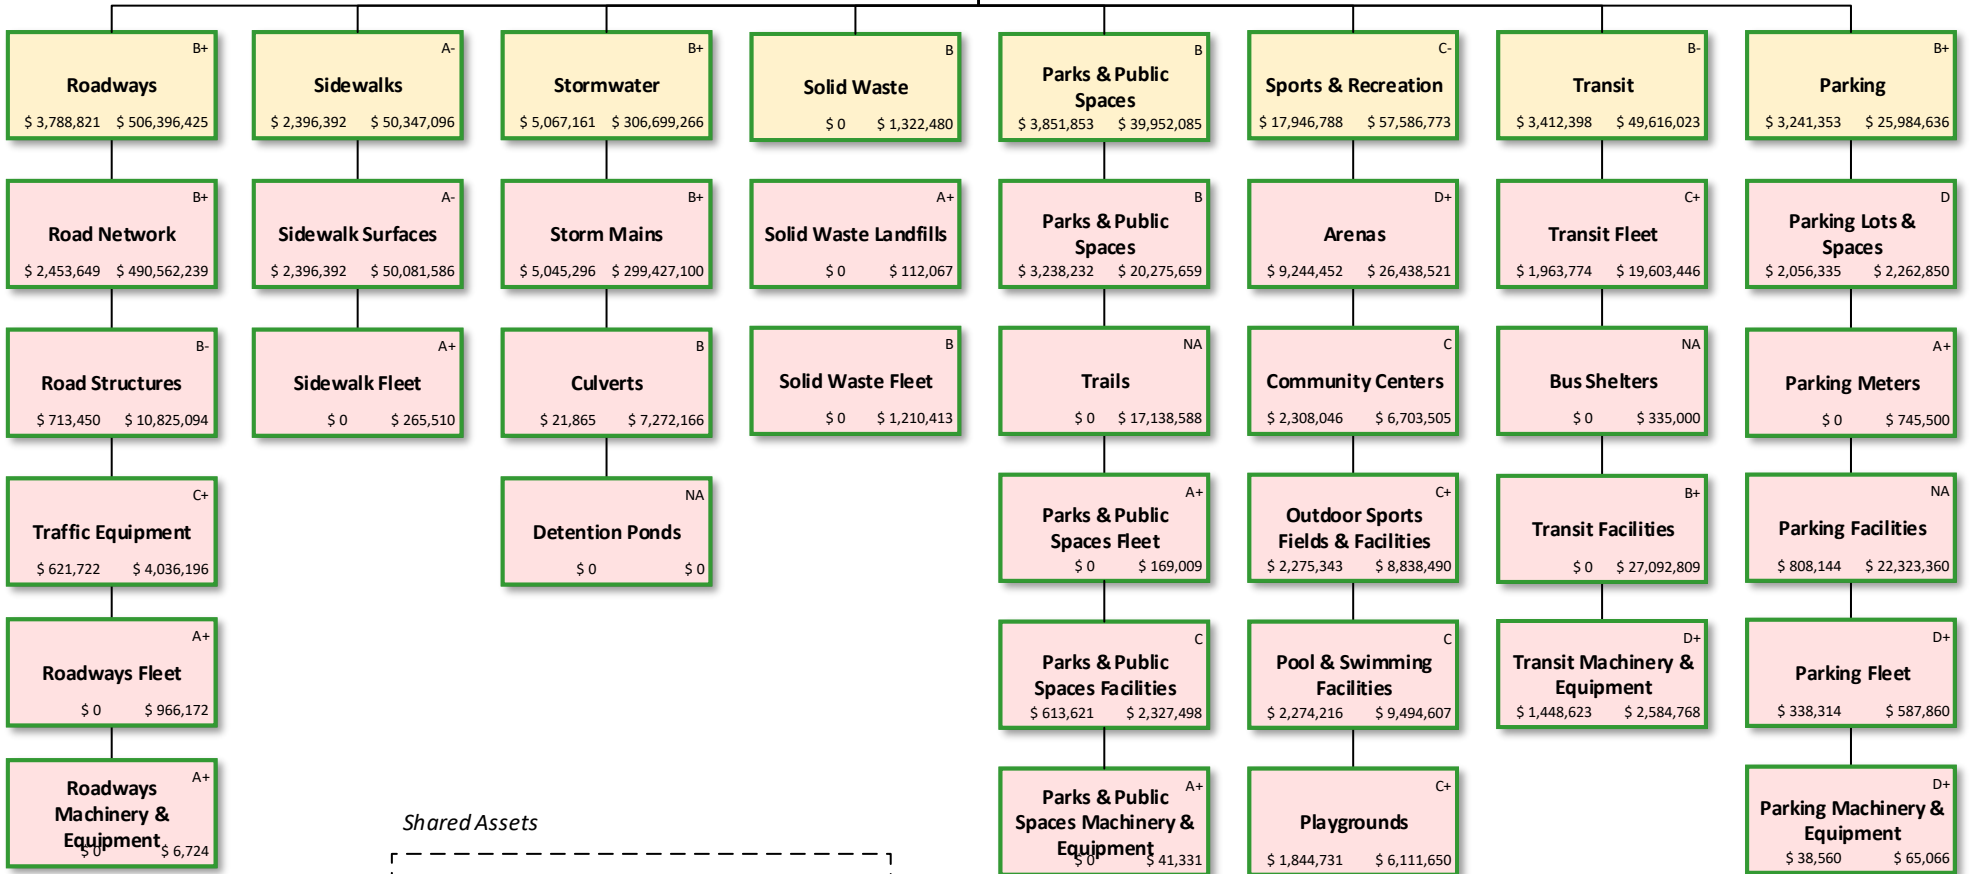 B+
Roadways
$ 3,788,821 $ 506,396,425
A-
Sidewalks
$ 2,396,392 $ 50,347,096
B+
Stormwater
$ 5,067,161 $ 306,699,266
B
Solid Waste
$ 0 $ 1,322,480
B
Parks & Public
Spaces
$ 3,851,853 $ 39,952,085
C-
Sports & Recreation
$ 17,946,788 $ 57,586,773
B-
Transit
$ 3,412,398 $ 49,616,023
B+
Parking
$ 3,241,353 $ 25,984,636
B+
Road Network
$ 2,453,649 $ 490,562,239
A-
Sidewalk Surfaces
$ 2,396,392 $ 50,081,586
B+
Storm Mains
$ 5,045,296 $ 299,427,100
A+
Solid Waste Landfills
$ 0 $ 112,067
B
Parks & Public
Spaces
$ 3,238,232 $ 20,275,659
D+
Arenas
$ 9,244,452 $ 26,438,521
C+
Transit Fleet
$ 1,963,774 $ 19,603,446
D
Parking Lots &
Spaces
$ 2,056,335 $ 2,262,850
B-
Road Structures
$ 713,450 $ 10,825,094
A+
Sidewalk Fleet
$ 0 $ 265,510
B
Culverts
$ 21,865 $ 7,272,166
B
Solid Waste Fleet
$ 0 $ 1,210,413
NA
Trails
$ 0 $ 17,138,588
C
Community Centers
$ 2,308,046 $ 6,703,505
NA
Bus Shelters
$ 0 $ 335,000
A+
Parking Meters
$ 0 $ 745,500
C+
Traffic Equipment
$ 621,722 $ 4,036,196
NA
Detention Ponds
$ 0 $ 0
A+
Parks & Public
Spaces Fleet
$ 0 $ 169,009
C+
Outdoor Sports
Fields & Facilities
$ 2,275,343 $ 8,838,490
B+
Transit Facilities
$ 0 $ 27,092,809
NA
Parking Facilities
$ 808,144 $ 22,323,360
A+
Roadways Fleet
$ 0 $ 966,172
C
Parks & Public
Spaces Facilities
$ 613,621 $ 2,327,498
C
Pool & Swimming
Facilities
$ 2,274,216 $ 9,494,607
D+
Transit Machinery &
Equipment
$ 1,448,623 $ 2,584,768
D+
Parking Fleet
$ 338,314 $ 587,860
A+
Roadways
Machinery &
Equipment
$ 0 $ 6,724
Shared Assets
A+
Parks & Public
Spaces Machinery &
Equipment
$ 0 $ 41,331
C+
Playgrounds
$ 1,844,731 $ 6,111,650
D+
Parking Machinery &
Equipment
$ 38,560 $ 65,066